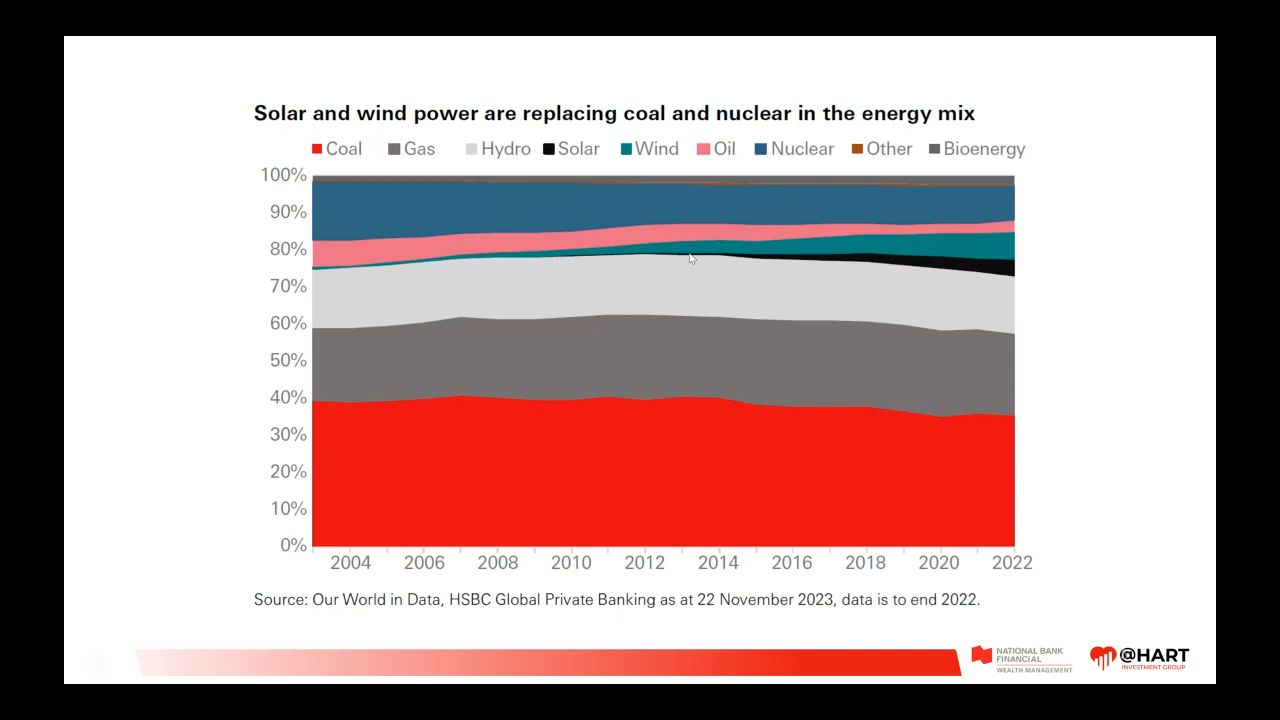 Solar and wind power are replacing coal and nuclear in the energy mix
Coal Gas Hydro Solar Wind Oil Nuclear Other Bioenergy
100%
90%
80%
70%
60%
50%
40%
30%
20%
10%
0%
2004 2006 2008 2010 2012 2014 2016 2018 2020 2022
Source: Our World in Data, HSBC Global Private Banking as at 22 November 2023, data is to end 2022.
NATIONAL BANK
FINANCIAL
WEALTH MANAGEMENT
@HART
INVESTMENT GROUP